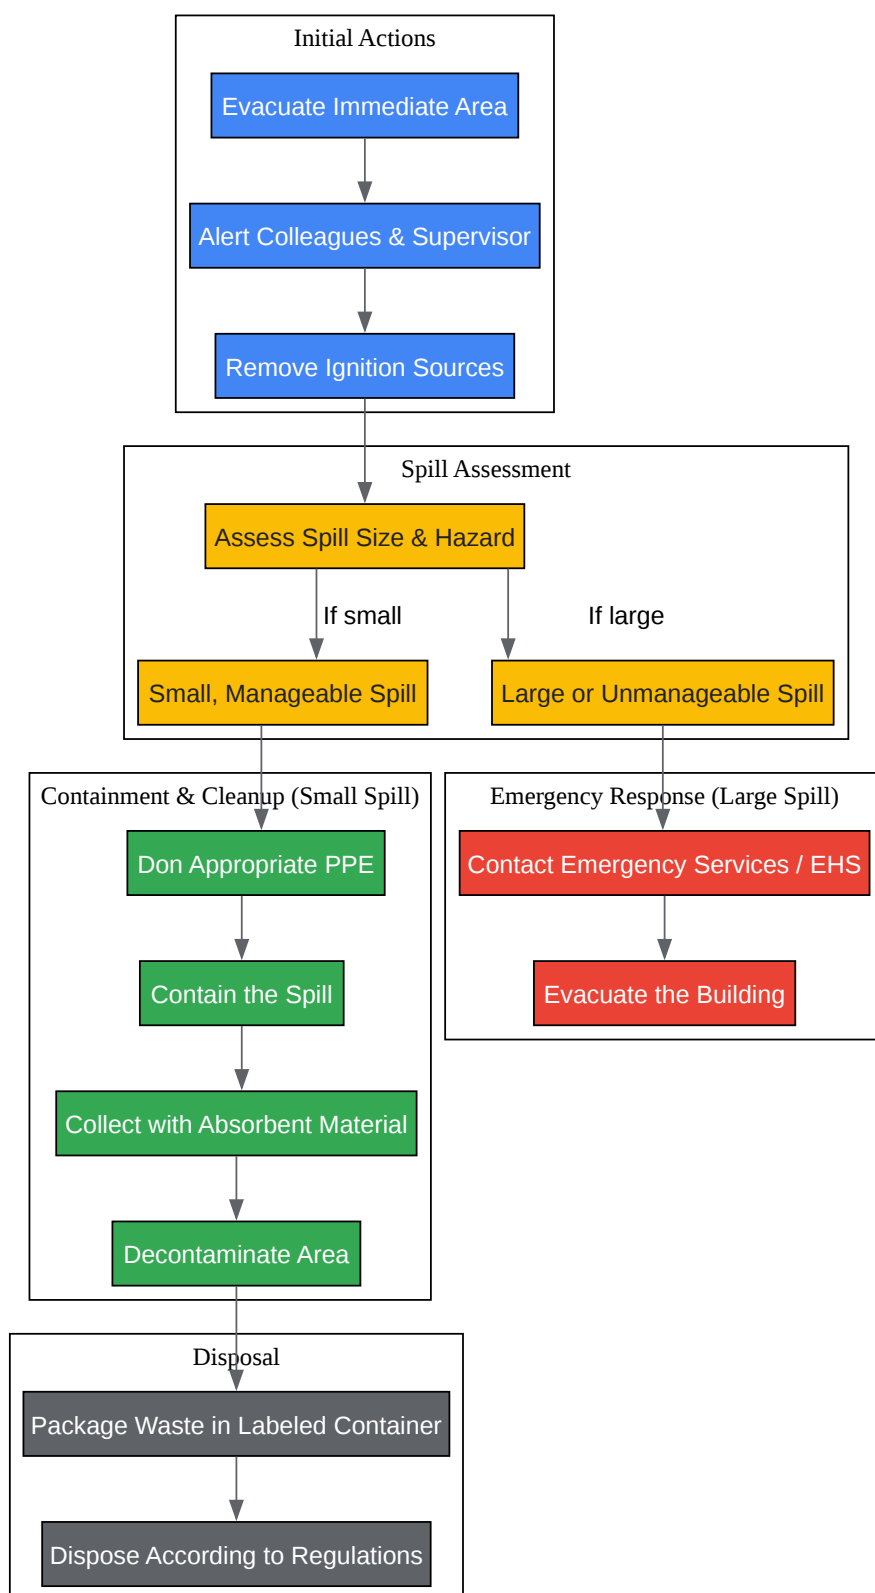 Initial Actions
Evacuate Immediate Area
Alert Colleagues & Supervisor
Remove Ignition Sources
Spill Assessment
Assess Spill Size & Hazard
If small
If large
Small, Manageable Spill
Large or Unmanageable Spill
Containment & Cleanup (Small Spill)
Don Appropriate PPE
Contain the Spill
Collect with Absorbent Material
Decontaminate Area
Emergency Response (Large Spill)
Contact Emergency Services / EHS
Evacuate the Building
Disposal
Package Waste in Labeled Container
Dispose According to Regulations